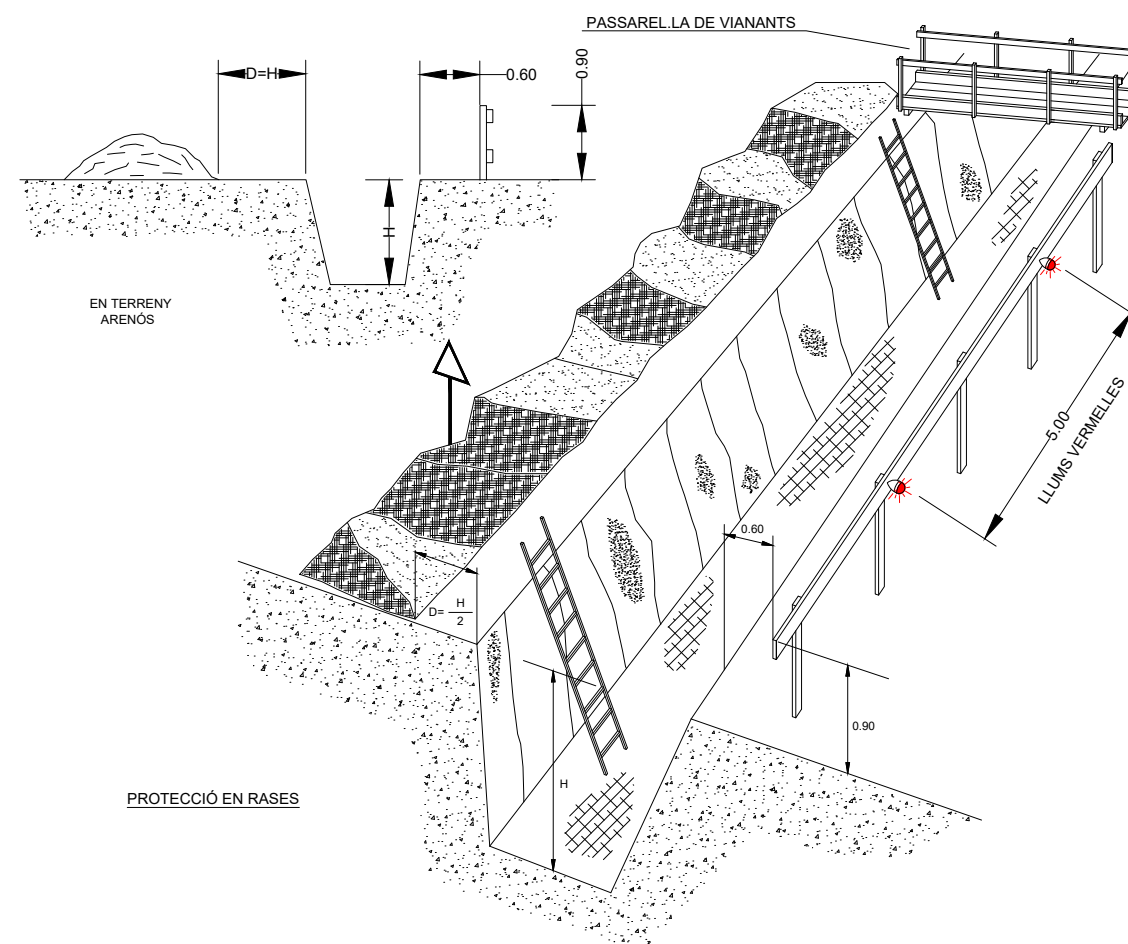 PASSAREL.LA DE VIANANTS
D=H
0.60
0.90
H
EN TERRENY
ARENÓS
5.00
LLUMS VERMELLES
0.60
D= H
2
0.90
H
PROTECCIÓ EN RASES